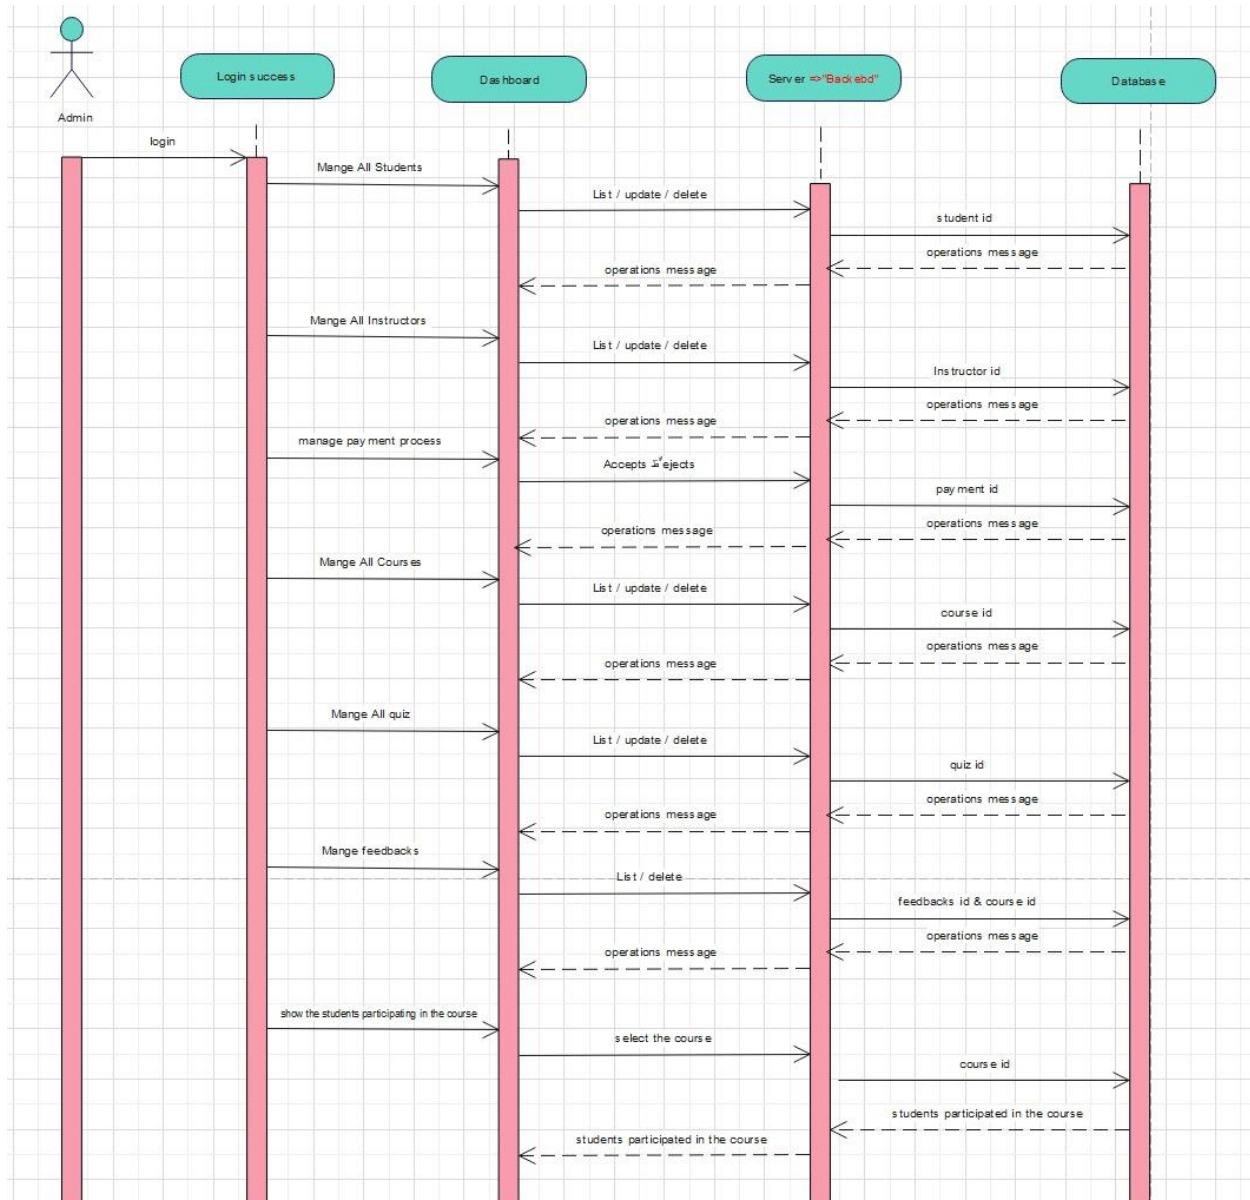 Login success
Dashboard
Server =>"Backebd"
Database
Admin
login
Mange All Students
List / update / delete
student id
operations message
operations message
Mange All Instructors
List / update / delete
Instructor id
operations message
operations message
manage payment process
Accepts ejects
payment id
operations message
operations message
Mange All Courses
List / update / delete
course id
operations message
operations message
Mange All quiz
List / update / delete
quiz id
operations message
operations message
Mange feedbacks
List / delete
feedbacks id & course id
operations message
operations message
show the students participating in the course
select the course
course id
students participated in the course
students participated in the course